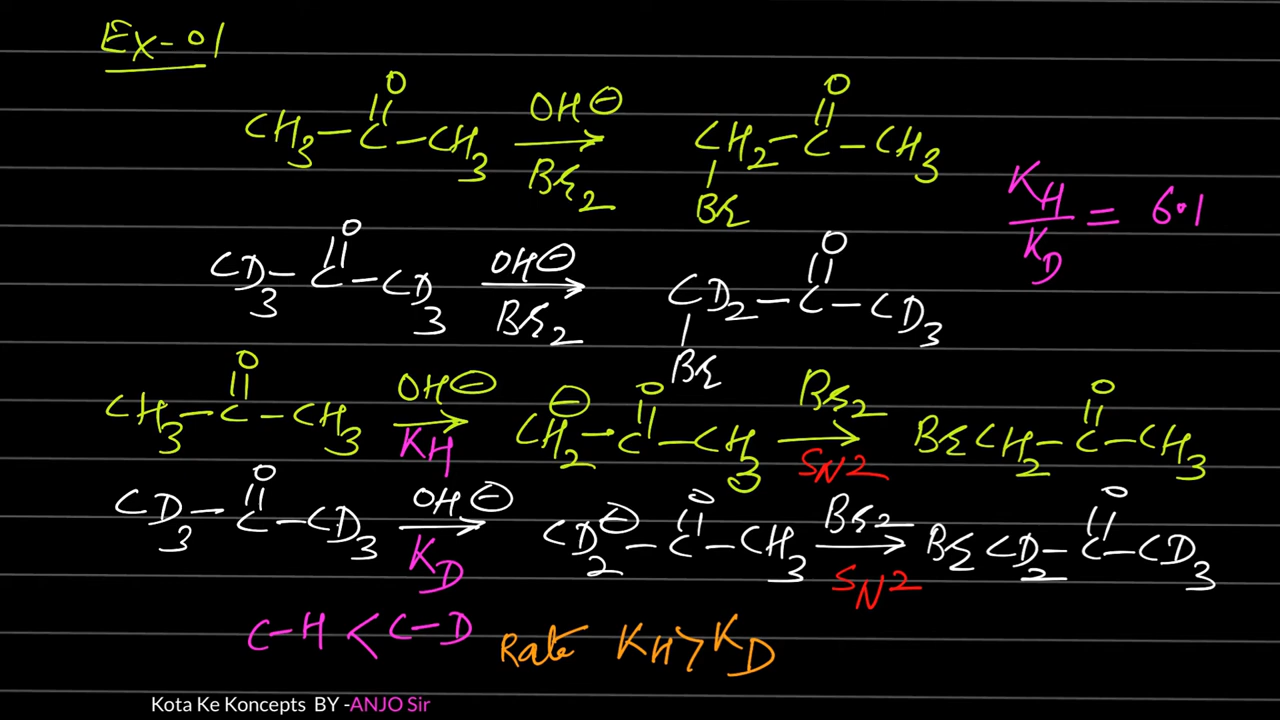 Ex-01
CH3-C(=O)-CH3 —OH⊖/Br2→ CH2(Br)-C(=O)-CH3
KH/KD = 6.1
CD3-C(=O)-CD3 —OH⊖/Br2→ CD2(Br)-C(=O)-CD3
CH3-C(=O)-CH3 —OH⊖/KH→ ⊖CH2-C(=O)-CH3 —Br2/SN2→ BrCH2-C(=O)-CH3
CD3-C(=O)-CD3 —OH⊖/KD→ CD2⊖-C(=O)-CH3 —Br2/SN2→ BrCD2-C(=O)-CD3
C-H < C-D Rate KH > KD
Kota Ke Koncepts BY -ANJO Sir